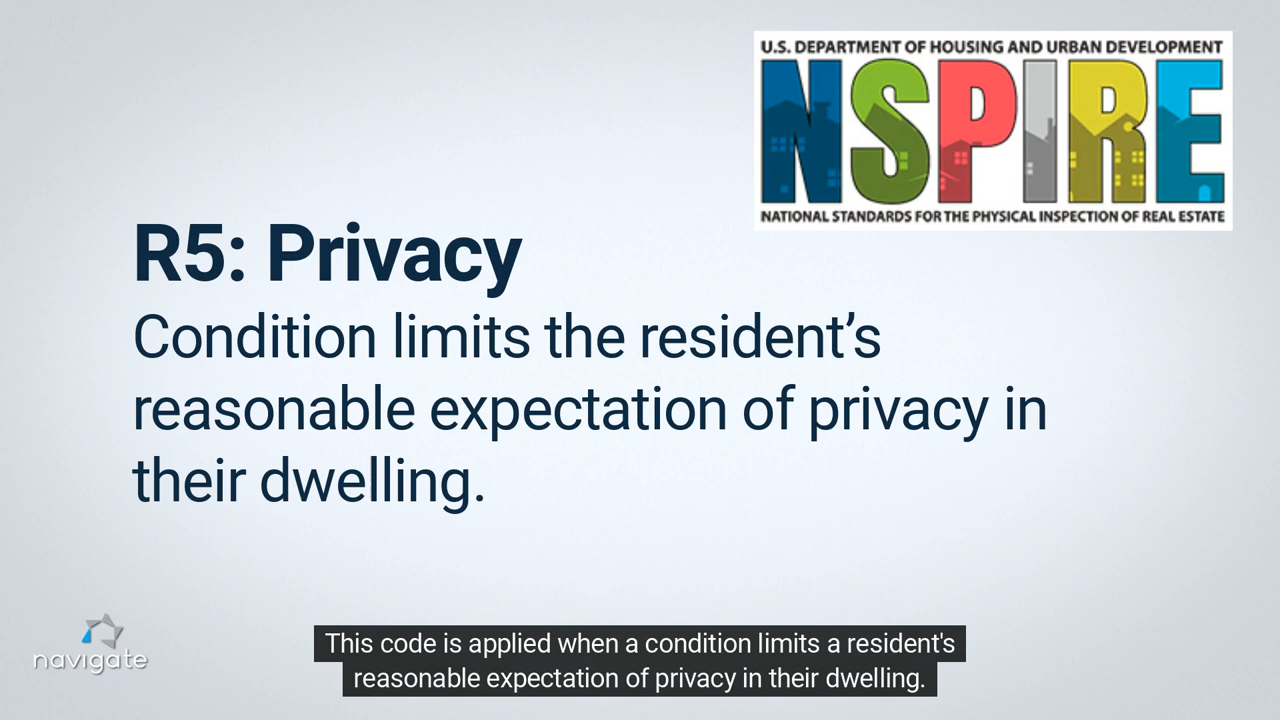 U.S. DEPARTMENT OF HOUSING AND URBAN DEVELOPMENT
NSPIRE
NATIONAL STANDARDS FOR THE PHYSICAL INSPECTION OF REAL ESTATE
R5: Privacy
Condition limits the resident’s
reasonable expectation of privacy in
their dwelling.
navigate
This code is applied when a condition limits a resident's
reasonable expectation of privacy in their dwelling.